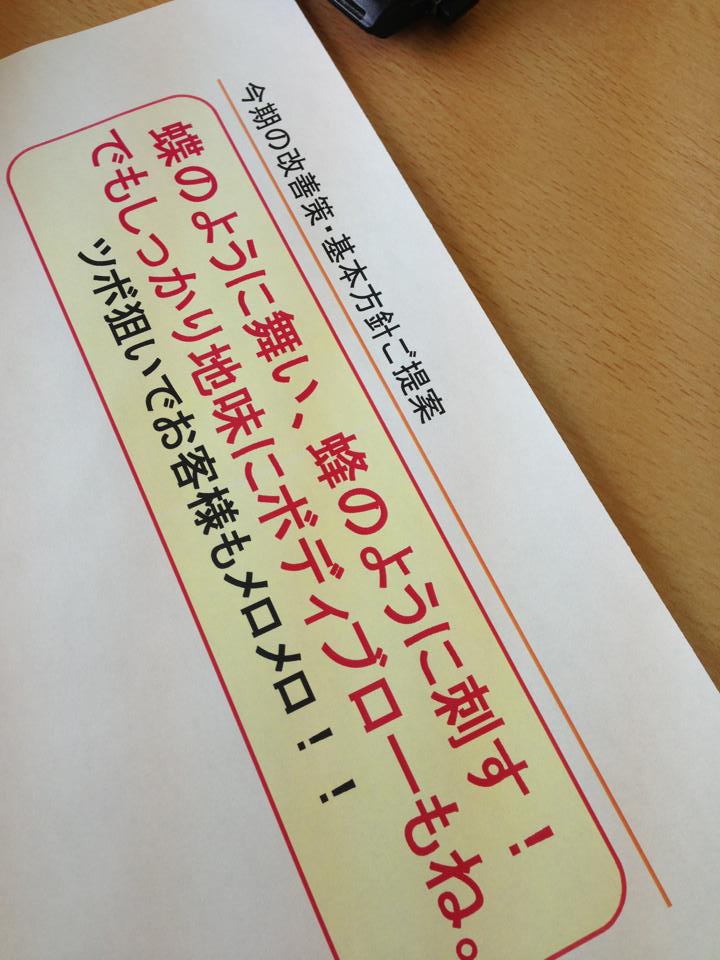 今期の改善策・基本方針ご提案
蝶のように舞い、蜂のように刺す！
でもしっかり地味にボディブローもね。
ツボ狙いでお客様もメロメロ！！